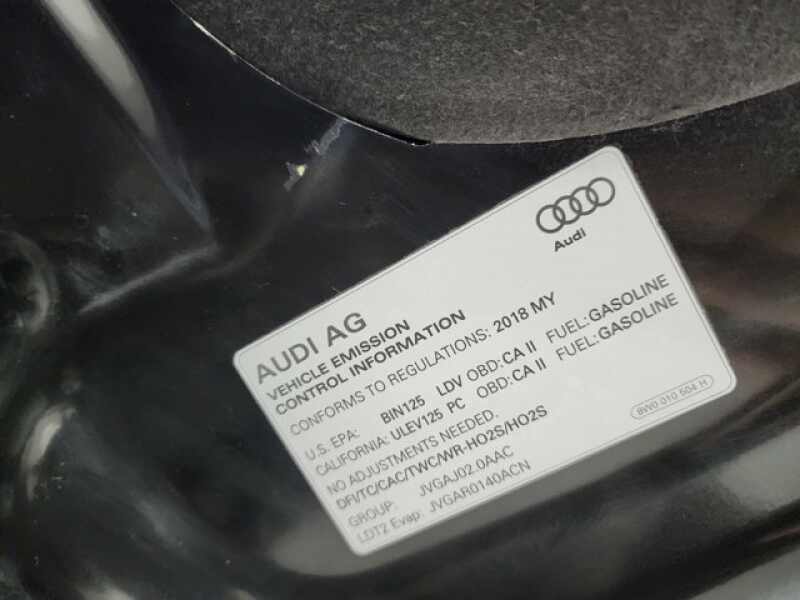 Audi
AUDI AG
VEHICLE EMISSION
CONTROL INFORMATION
CONFORMS TO REGULATIONS: 2018 MY
U.S. EPA: BIN125 LDV OBD: CA II FUEL: GASOLINE
CALIFORNIA: ULEV125 PC OBD: CA II FUEL: GASOLINE
NO ADJUSTMENTS NEEDED.
DFI/TC/CAC/TWC/WR-HO2S/HO2S
GROUP: JVGAJ02.0AAC
LDT2 Evap: JVGAR0140ACN
8W0 010 504 H